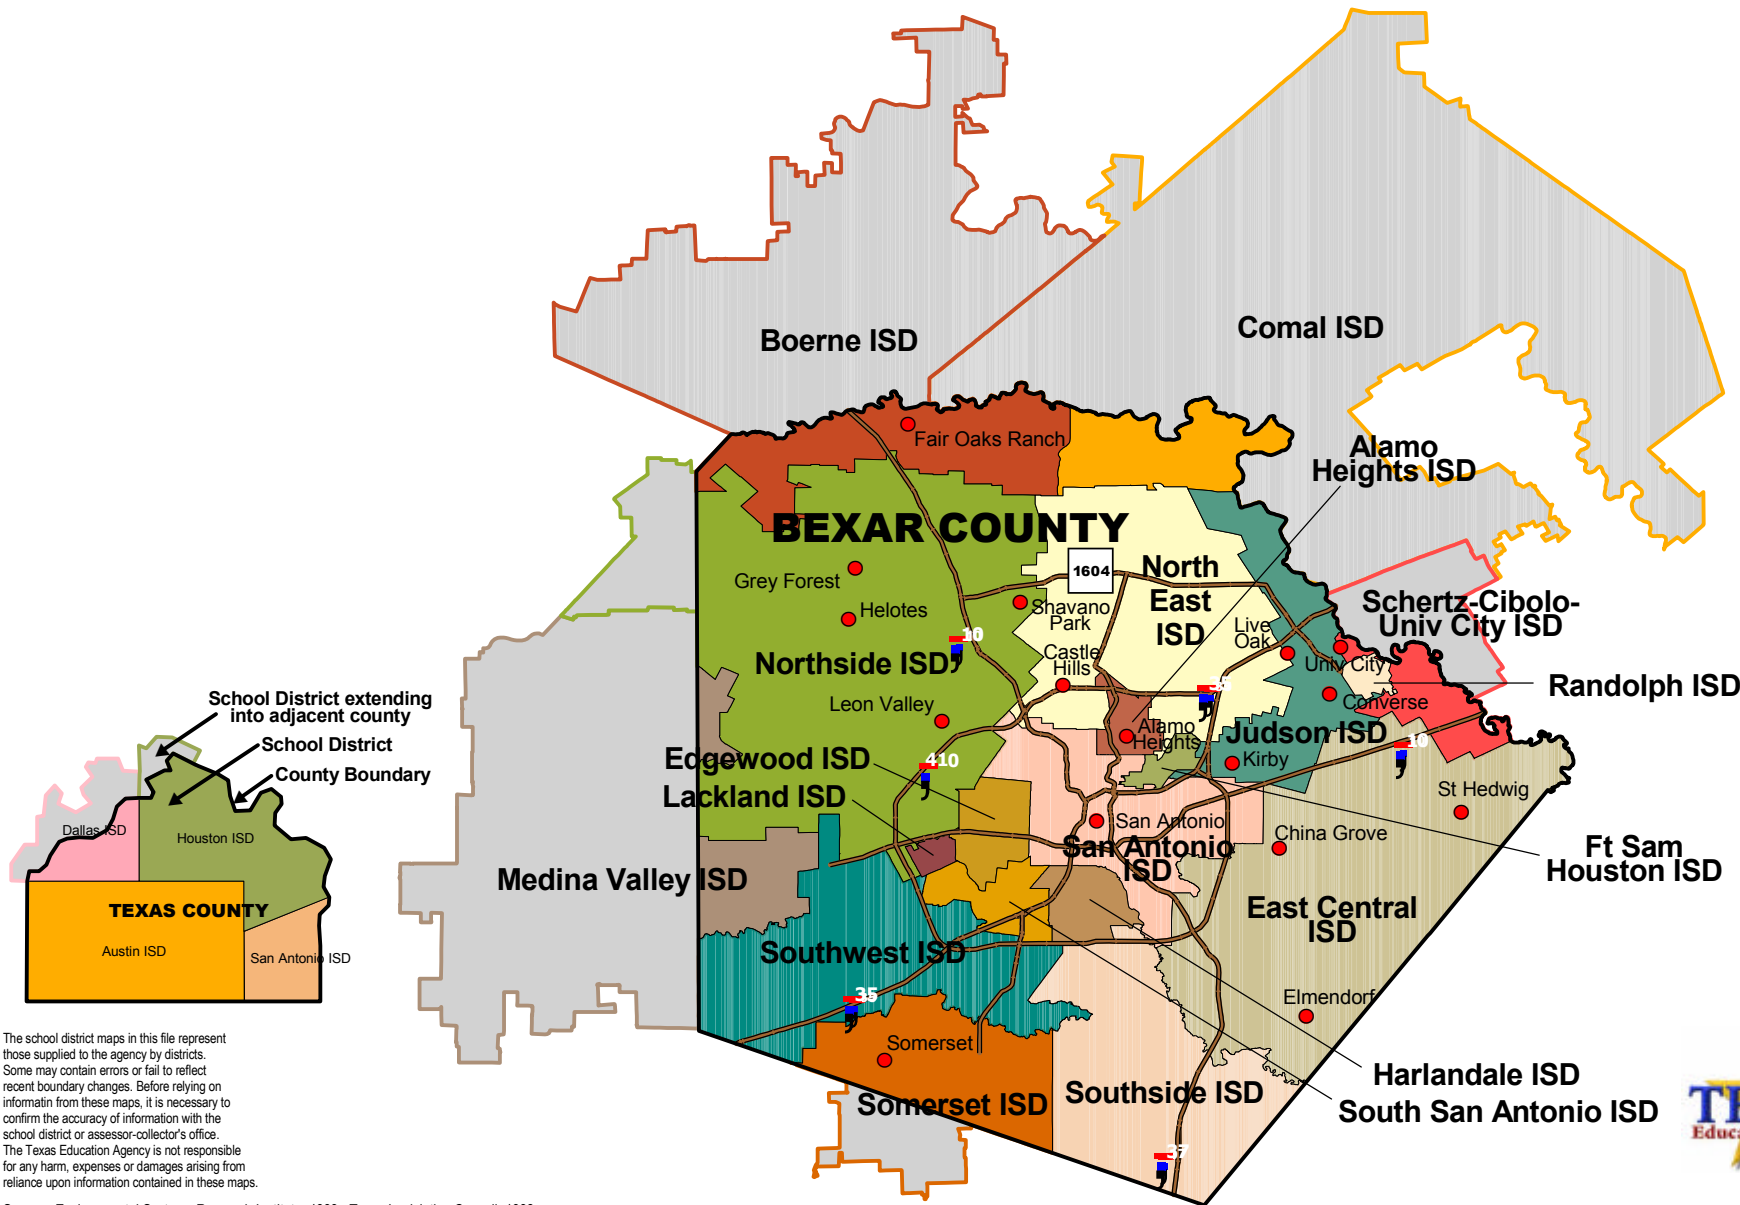 Boerne ISD
Comal ISD
Alamo
Heights ISD
Fair Oaks Ranch
BEXAR COUNTY
1604
North
East
ISD
Grey Forest
Helotes
Shavano
Park
Schertz-Cibolo-
Univ City ISD
Live
Oak
10
Castle
Hills
Univ City
Northside ISD
Randolph ISD
35
Converse
Leon Valley
Alamo
Heights
Judson ISD
10
Kirby
Edgewood ISD
410
Lackland ISD
St Hedwig
San Antonio
China Grove
San Antonio
ISD
Ft Sam
Houston ISD
Medina Valley ISD
East Central
ISD
Southwest ISD
35
Elmendorf
Somerset
Harlandale ISD
Southside ISD
Somerset ISD
South San Antonio ISD
37
School District extending
into adjacent county
School District
County Boundary
Dallas ISD
Houston ISD
TEXAS COUNTY
Austin ISD
San Antonio ISD
The school district maps in this file represent
those supplied to the agency by districts.
Some may contain errors or fail to reflect
recent boundary changes. Before relying on
informatin from these maps, it is necessary to
confirm the accuracy of information with the
school district or assessor-collector's office.
The Texas Education Agency is not responsible
for any harm, expenses or damages arising from
reliance upon information contained in these maps.